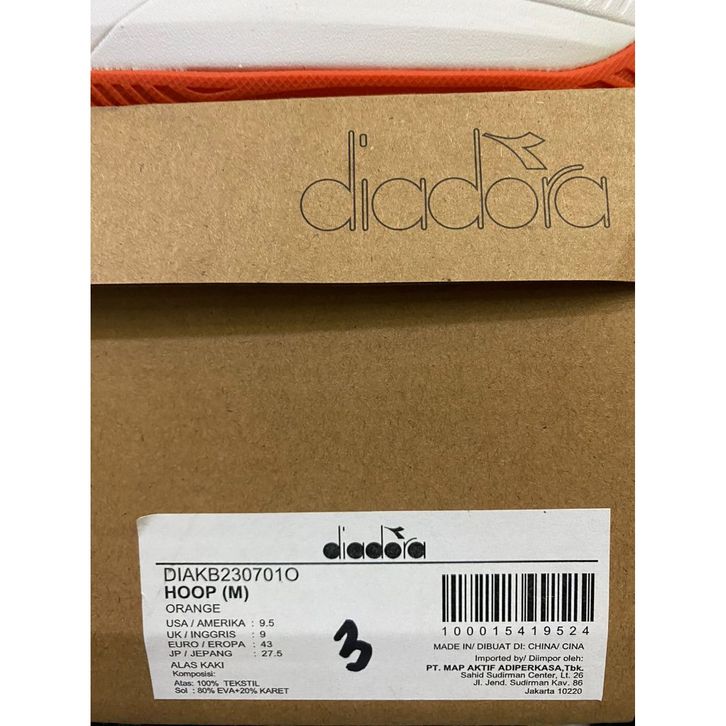 diadora
diadora
DIAKB230701O
HOOP (M)
ORANGE
USA / AMERIKA : 9.5
UK / INGGRIS : 9
EURO / EROPA : 43
JP / JEPANG : 27.5
ALAS KAKI
Komposisi:
Atas: 100% TEKSTIL
Sol : 80% EVA+20% KARET
3
100015419524
MADE IN/ DIBUAT DI: CHINA/ CINA
Imported by/ Diimpor oleh:
PT. MAP AKTIF ADIPERKASA,Tbk.
Sahid Sudirman Center, Lt. 26
Jl. Jend. Sudirman Kav. 86
Jakarta 10220